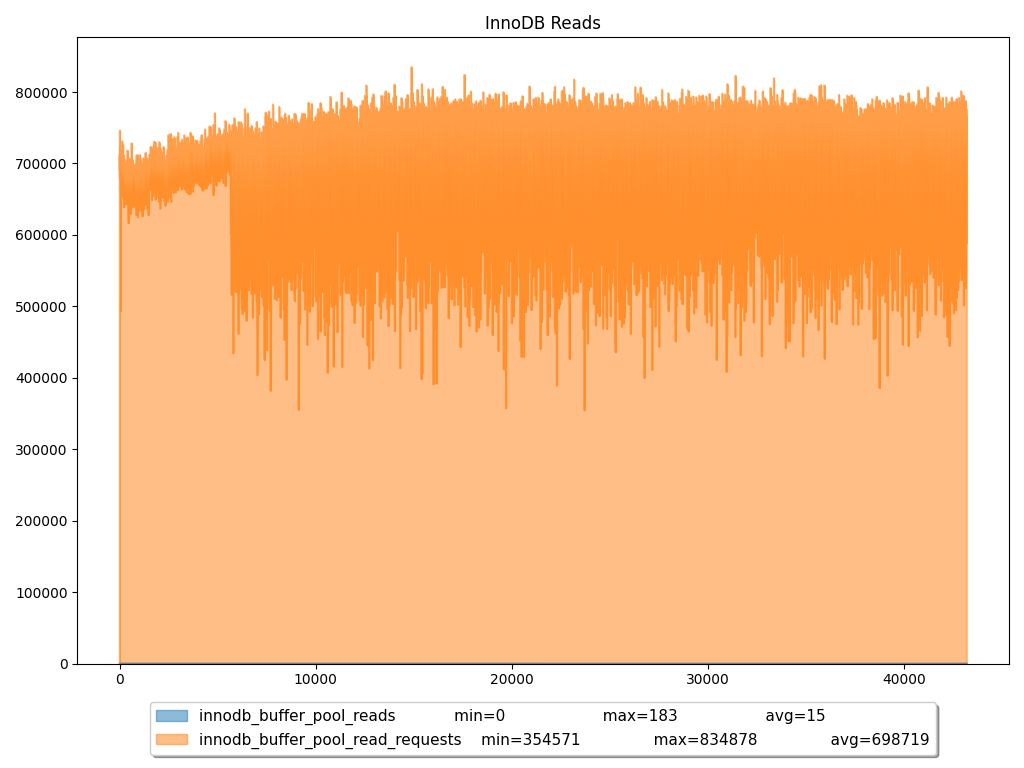 InnoDB Reads
800000
700000
600000
500000
400000
300000
200000
100000
0
0 10000 20000 30000 40000
innodb_buffer_pool_reads min=0 max=183 avg=15
innodb_buffer_pool_read_requests min=354571 max=834878 avg=698719